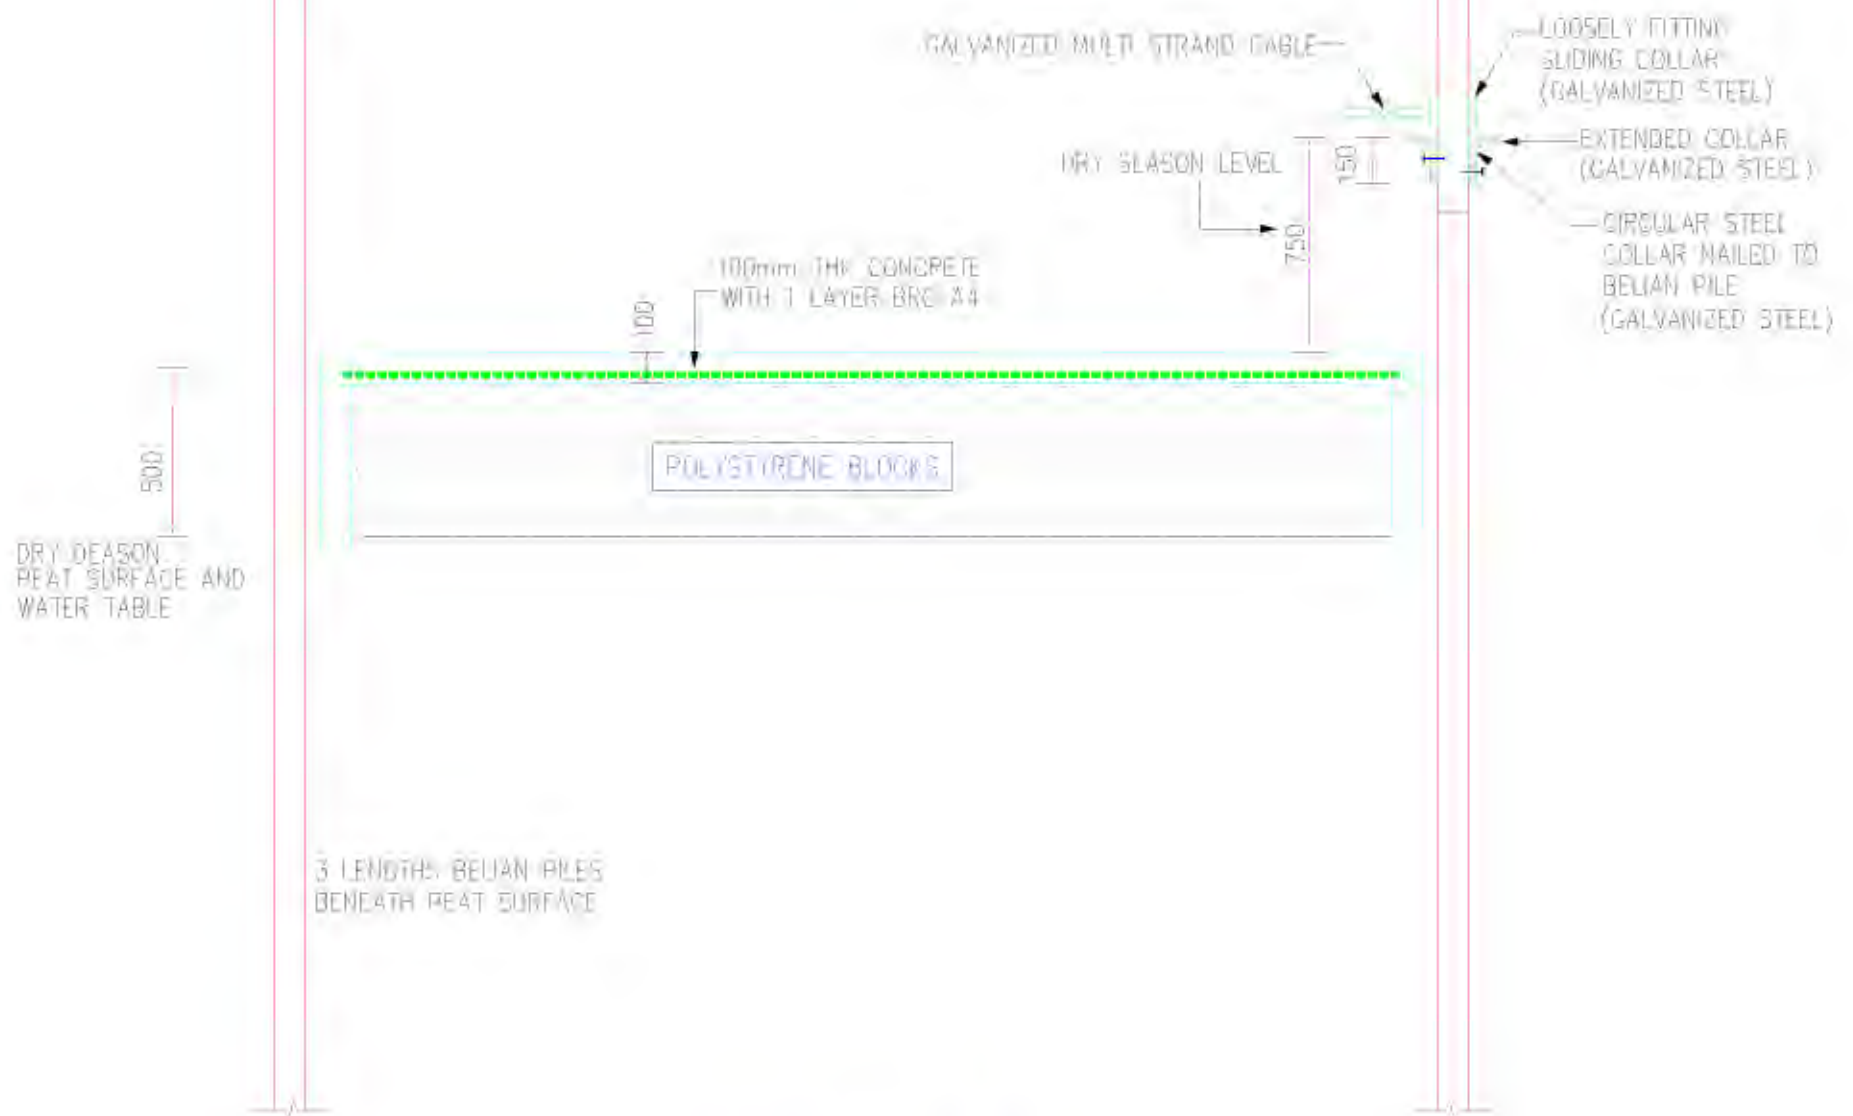 GALVANIZED MULTI STRAND CABLE
LOOSELY FITTING
SLIDING COLLAR
(GALVANIZED STEEL)
EXTENDED COLLAR
(GALVANIZED STEEL)
DRY SEASON LEVEL
150
750
CIRCULAR STEEL
COLLAR NAILED TO
BELIAN PILE
(GALVANIZED STEEL)
100mm THK CONCRETE
WITH 1 LAYER BRC A4
100
500
POLYSTYRENE BLOCKS
DRY DEASON
PEAT SURFACE AND
WATER TABLE
3 LENGTHS BELIAN PILES
BENEATH PEAT SURFACE